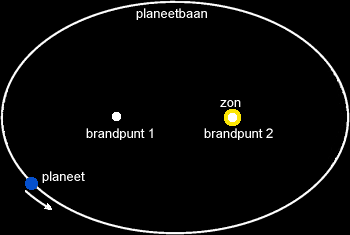 planeetbaan
zon
brandpunt 1
brandpunt 2
planeet